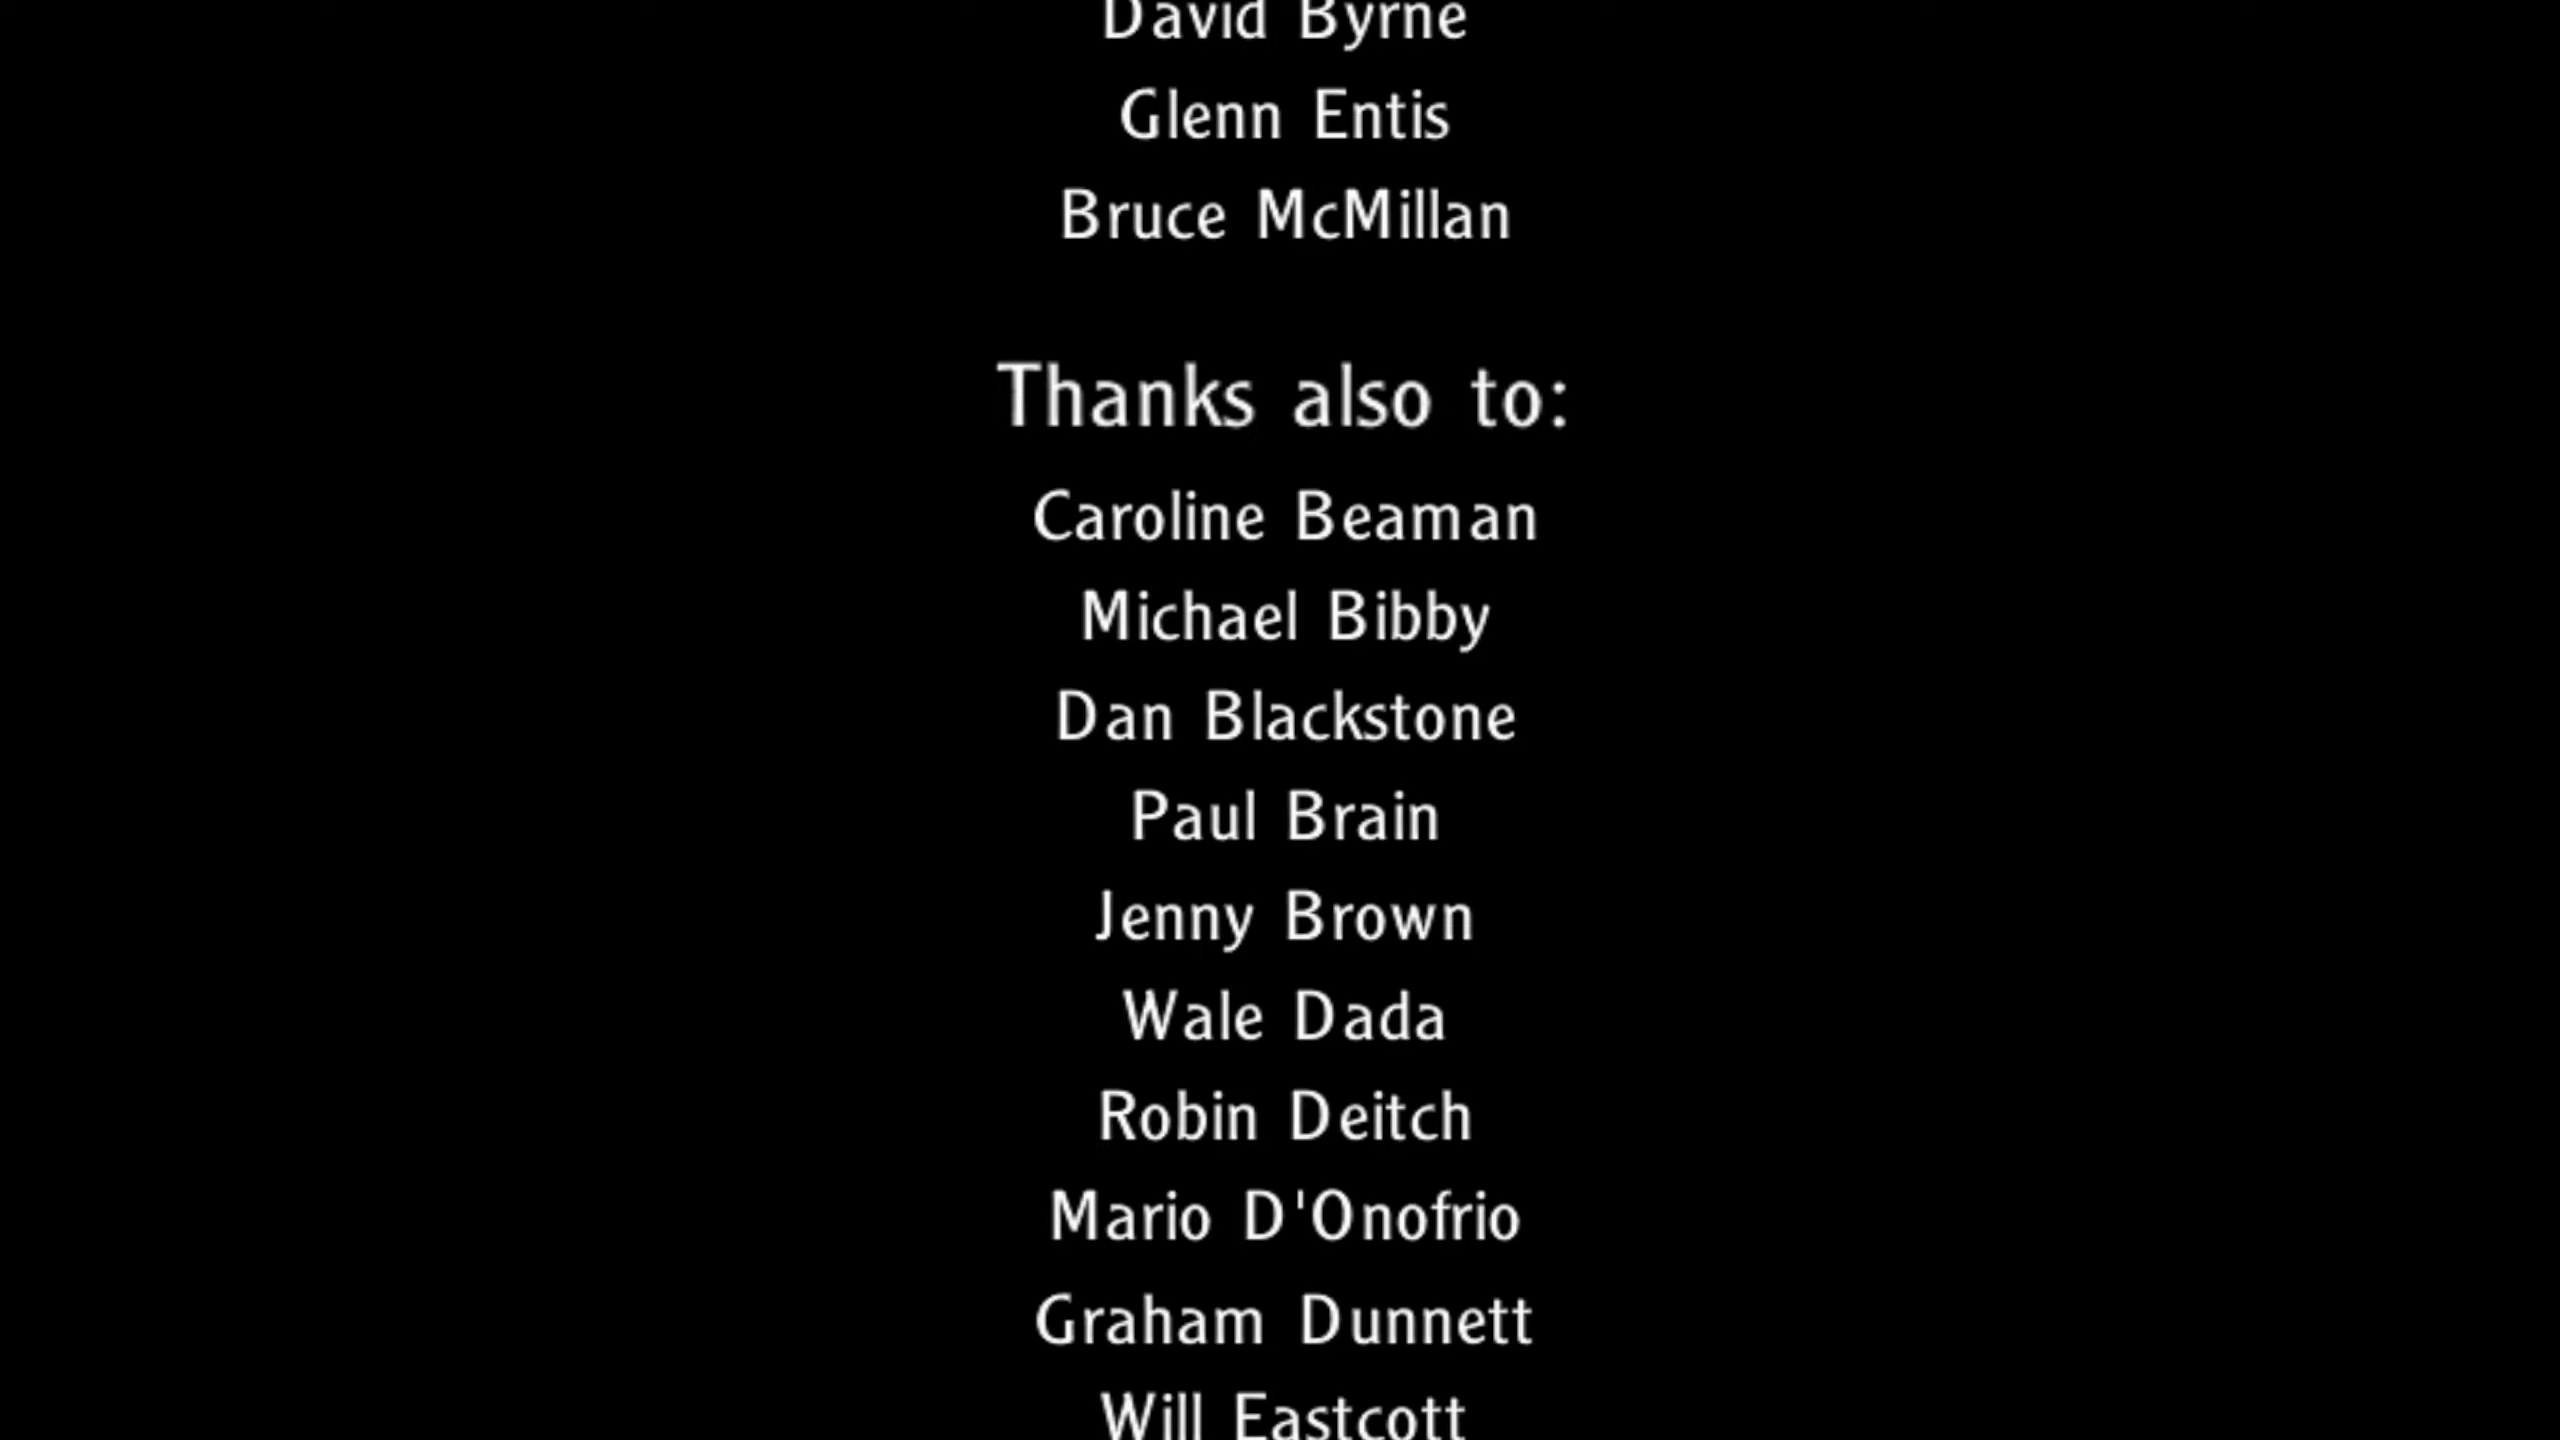 David Byrne
Glenn Entis
Bruce McMillan
Thanks also to:
Caroline Beaman
Michael Bibby
Dan Blackstone
Paul Brain
Jenny Brown
Wale Dada
Robin Deitch
Mario D'Onofrio
Graham Dunnett
Will Eastcott